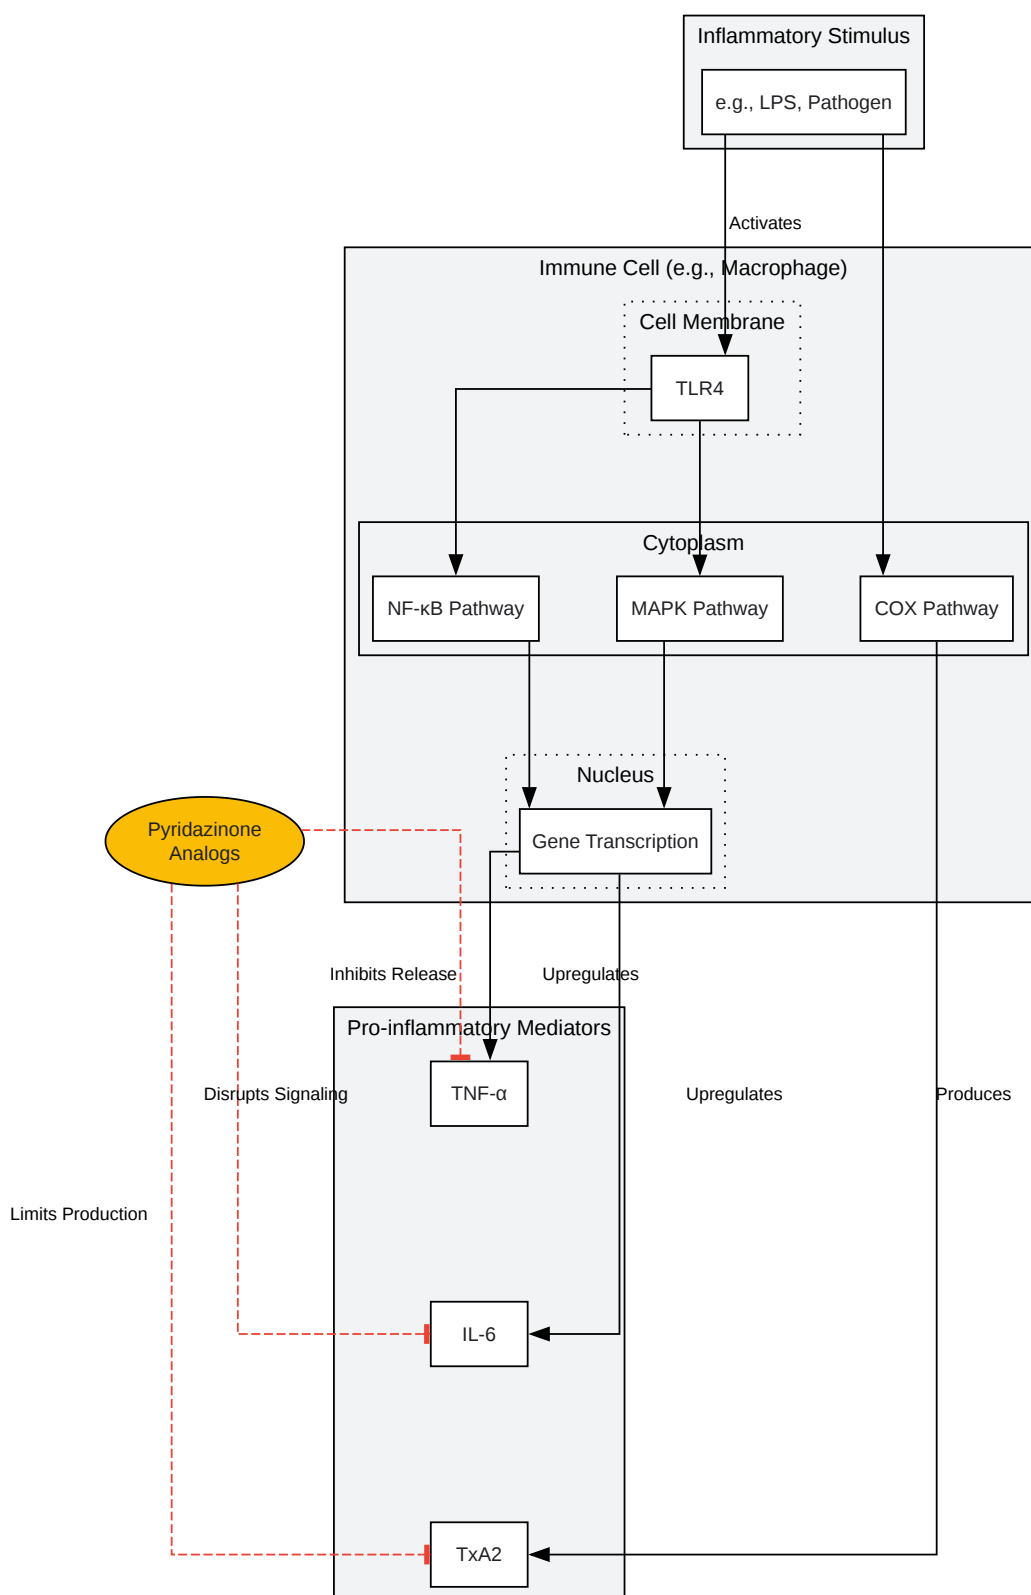 Inflammatory Stimulus
e.g., LPS, Pathogen
Activates
Immune Cell (e.g., Macrophage)
Cell Membrane
TLR4
Cytoplasm
NF-κB Pathway
MAPK Pathway
COX Pathway
Nucleus
Gene Transcription
Pyridazinone
Analogs
Inhibits Release
Upregulates
Pro-inflammatory Mediators
TNF-α
Disrupts Signaling
Upregulates
Produces
Limits Production
IL-6
TxA2